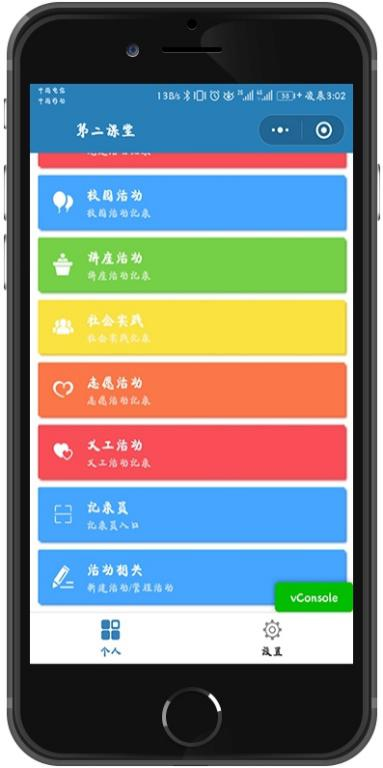 中国电信
中国移动
13B/s 38 凌晨3:02
第二课堂
校园活动
校园活动记录
讲座活动
讲座活动记录
社会实践
社会实践记录
志愿活动
志愿活动记录
义工活动
义工活动记录
记录员
记录员入口
活动相关
新建活动/管理活动
vConsole
个人
设置